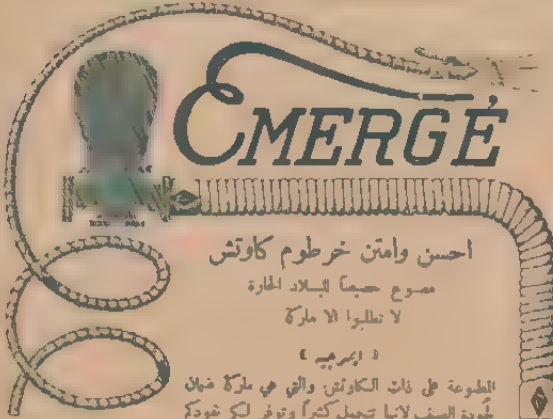 EMERGÉ
احسن وامتن خرطوم كاوتش
مصنوع خصيصاً للبلاد الحارة
لا تطلبوا الا ماركة
« ايمرجيه »
المطبوعة على ذات الكاوتش والتي هي ماركة ضمان
لجودة الصنف لانها تتحمل كثيراً وتوفر لكم نقودكم